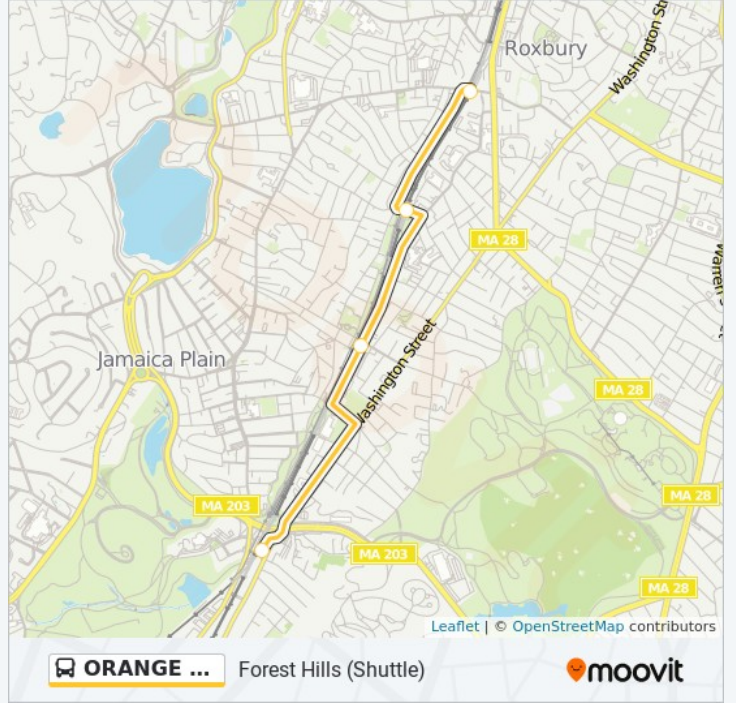 Roxbury
Washington St
MA 28
Warren
Washington Street
Jamaica Plain
MA 28
MA 203
MA 28
MA 203
MA 28
Leaflet | © OpenStreetMap contributors
ORANGE ...
Forest Hills (Shuttle)
moovit